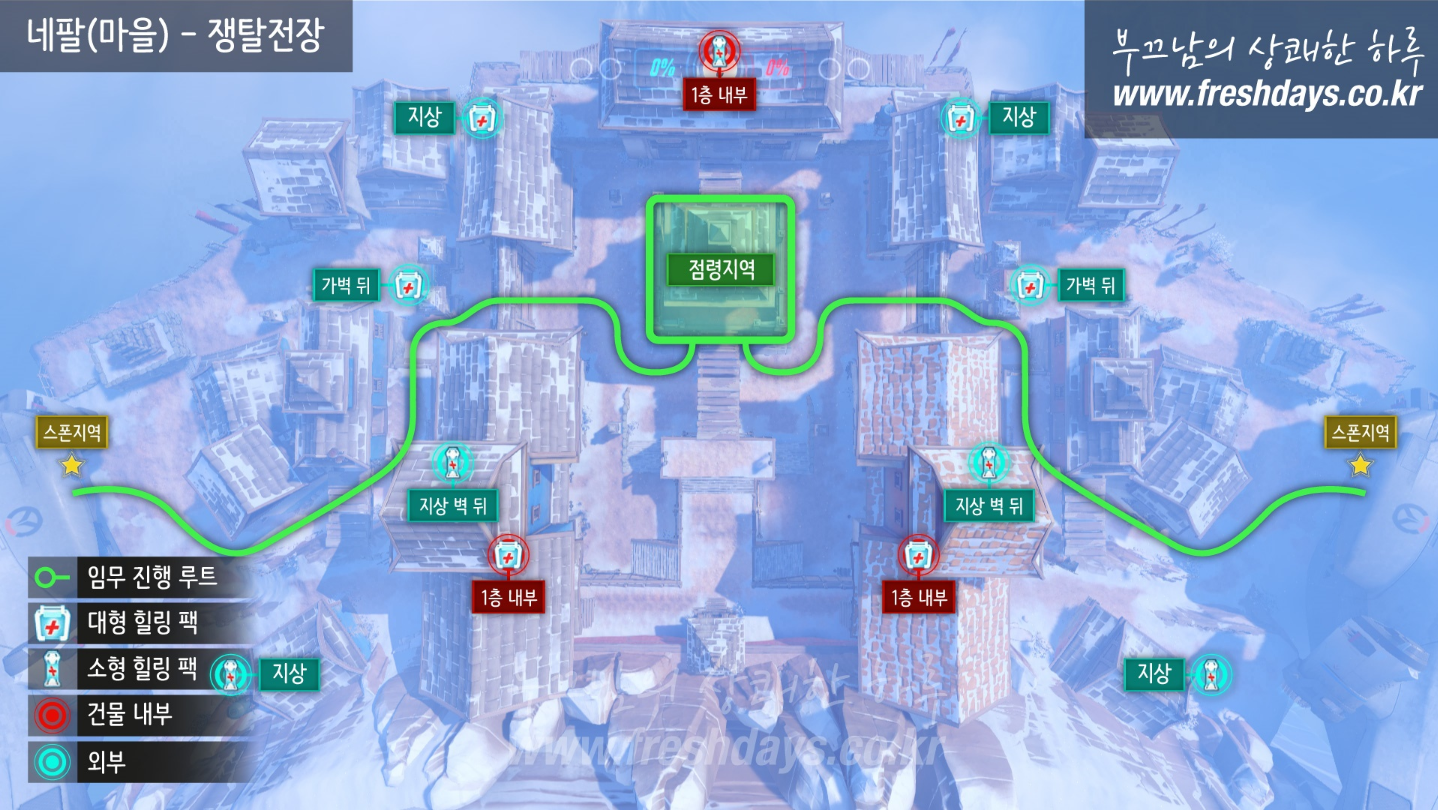 네팔(마을) - 쟁탈전장
부끄남의 상쾌한 하루
www.freshdays.co.kr
0%
0%
1층 내부
지상
지상
점령지역
가벽 뒤
가벽 뒤
스폰지역
스폰지역
지상 벽 뒤
지상 벽 뒤
1층 내부
1층 내부
임무 진행 루트
대형 힐링 팩
소형 힐링 팩
지상
지상
건물 내부
외부
상쾌한
www.freshdays.co.kr